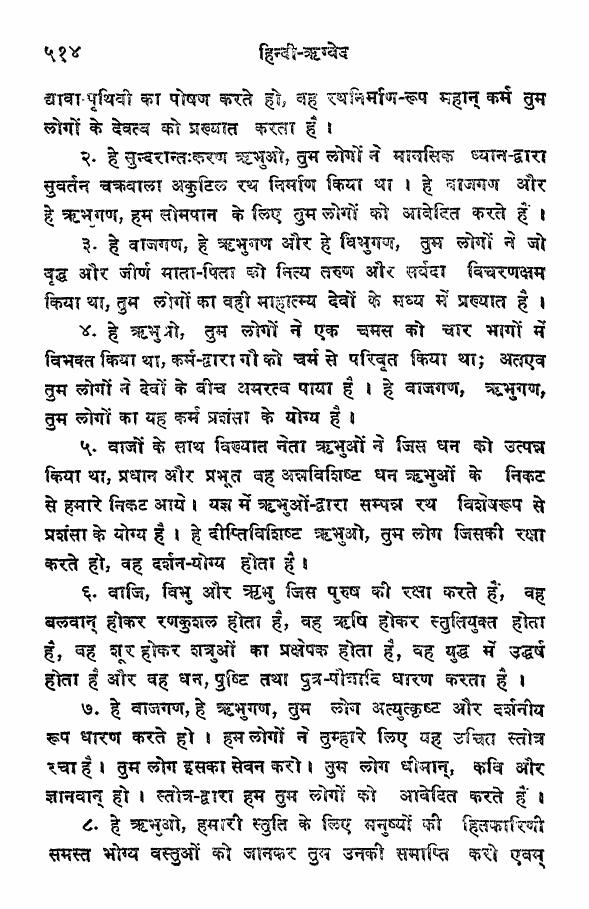 ५१४ हिन्दी-ऋग्वेद
द्यावा-पृथिवी का पोषण करते हो, वह रथनिर्माण-रूप महान् कर्म तुम
लोगों के देवत्व को प्रख्यात करता है ।
२. हे सुन्दरान्तःकरण ऋभुओ, तुम लोगों ने मानसिक ध्यान-द्वारा
सुवर्तन चक्रवाला अकुटिल रथ निर्माण किया था । हे वाजगण और
हे ऋभुगण, हम सोमपान के लिए तुम लोगों को आवेदित करते हैं ।
३. हे वाजगण, हे ऋभुगण और हे विभुगण, तुम लोगों ने जो
वृद्ध और जीर्ण माता-पिता को नित्य तरुण और सर्वदा विचरणक्षम
किया था, तुम लोगों का वही माहात्म्य देवों के मध्य में प्रख्यात है ।
४. हे ऋभुओ, तुम लोगों ने एक चमस को चार भागों में
विभक्त किया था, कर्म-द्वारा गौ को चर्म से परिवृत किया था; अतएव
तुम लोगों ने देवों के बीच अमरत्व पाया है । हे वाजगण, ऋभुगण,
तुम लोगों का यह कर्म प्रशंसा के योग्य है ।
५. वाजों के साथ विख्यात नेता ऋभुओं ने जिस धन को उत्पन्न
किया था, प्रधान और प्रभूत वह अन्नविशिष्ट धन ऋभुओं के निकट
से हमारे निकट आये । यज्ञ में ऋभुओं-द्वारा सम्पन्न रथ विशेषरूप से
प्रशंसा के योग्य है । हे दीप्तिविशिष्ट ऋभुओ, तुम लोग जिसकी रक्षा
करते हो, वह दर्शन-योग्य होता है ।
६. वाजि, विभु और ऋभु जिस पुरुष की रक्षा करते हैं, वह
बलवान् होकर रणकुशल होता है, वह ऋषि होकर स्तुतियुक्त होता
है, वह शूर होकर शत्रुओं का प्रक्षेपक होता है, वह युद्ध में उद्धर्ष
होता है और वह धन, पुष्टि तथा पुत्र-पौत्रादि धारण करता है ।
७. हे वाजगण, हे ऋभुगण, तुम लोग अत्युत्कृष्ट और दर्शनीय
रूप धारण करते हो । हम लोगों ने तुम्हारे लिए यह उचित स्तोत्र
रचा है । तुम लोग इसका सेवन करो । तुम लोग धीमान्, कवि और
ज्ञानवान् हो । स्तोत्र-द्वारा हम तुम लोगों को आवेदित करते हैं ।
८. हे ऋभुओ, हमारी स्तुति के लिए मनुष्यों की हितकारिणी
समस्त भोग्य वस्तुओं को जानकर तुम उनकी समाप्ति करो एवम्